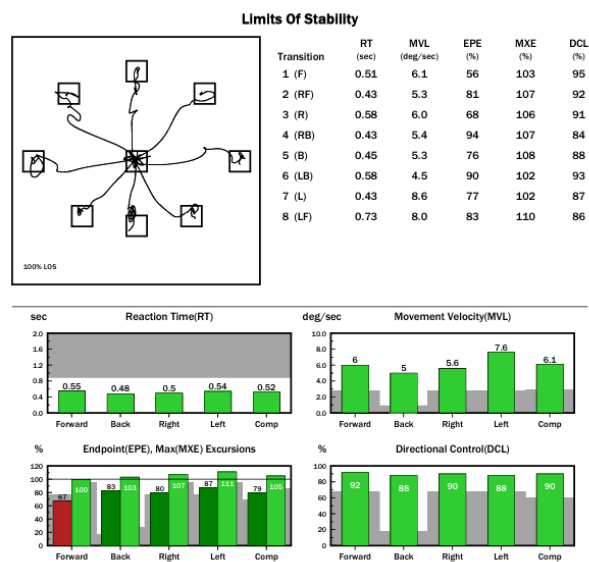 Limits Of Stability
RT MVL EPE MXE DCL
Transition (sec) (deg/sec) (%) (%) (%)
1 (F) 0.51 6.1 56 103 95
2 (RF) 0.43 5.3 81 107 92
3 (R) 0.58 6.0 68 106 91
4 (RB) 0.43 5.4 94 107 84
5 (B) 0.45 5.3 76 108 88
6 (LB) 0.58 4.5 90 102 93
7 (L) 0.43 8.6 77 102 87
8 (LF) 0.73 8.0 83 110 86
100% LOS
sec Reaction Time(RT)
2.0
1.6
1.2
0.8
0.4
0.0
0.55 0.48 0.5 0.54 0.52
Forward Back Right Left Comp
deg/sec Movement Velocity(MVL)
10.0
8.0
6.0
4.0
2.0
0.0
6 5 5.6 7.6 6.1
Forward Back Right Left Comp
% Endpoint(EPE), Max(MXE) Excursions
120
100
80
60
40
20
0
67 100 83 103 80 107 87 111 79 105
Forward Back Right Left Comp
% Directional Control(DCL)
100
80
60
40
20
0
92 88 90 88 90
Forward Back Right Left Comp